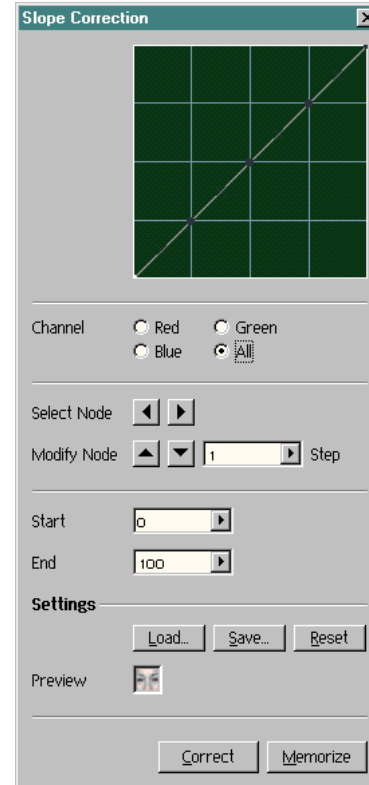 Slope Correction
Channel Red Green
Blue All
Select Node
Modify Node 1 Step
Start 0
End 100
Settings
Load... Save... Reset
Preview
Correct Memorize